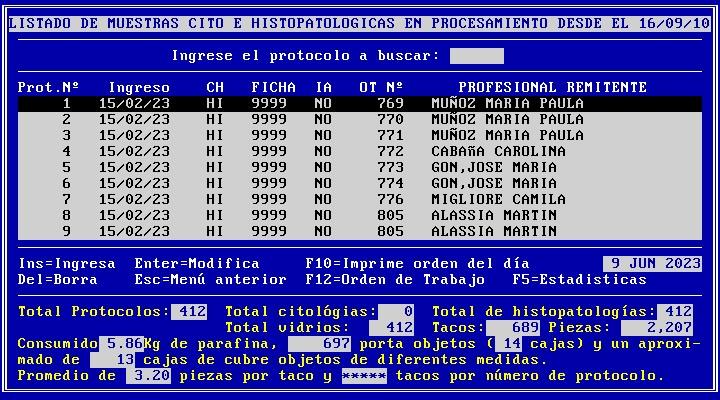 LISTADO DE MUESTRAS CITO E HISTOPATOLOGICAS EN PROCESAMIENTO DESDE EL 16/09/10
Ingrese el protocolo a buscar:
Prot.Nº Ingreso CH FICHA IA OT Nº PROFESIONAL REMITENTE
1 15/02/23 HI 9999 NO 769 MUÑOZ MARIA PAULA
2 15/02/23 HI 9999 NO 770 MUÑOZ MARIA PAULA
3 15/02/23 HI 9999 NO 771 MUÑOZ MARIA PAULA
4 15/02/23 HI 9999 NO 772 CABAñA CAROLINA
5 15/02/23 HI 9999 NO 773 GON,JOSE MARIA
6 15/02/23 HI 9999 NO 774 GON,JOSE MARIA
7 15/02/23 HI 9999 NO 776 MIGLIORE CAMILA
8 15/02/23 HI 9999 NO 805 ALASSIA MARTIN
9 15/02/23 HI 9999 NO 805 ALASSIA MARTIN
Ins=Ingresa Enter=Modifica F10=Imprime orden del día 9 JUN 2023
Del=Borra Esc=Menú anterior F12=Orden de Trabajo F5=Estadisticas
Total Protocolos: 412 Total citológias: 0 Total de histopatologías: 412
Total vidrios: 412 Tacos: 689 Piezas: 2,207
Consumido 5.86Kg de parafina, 697 porta objetos ( 14 cajas) y un aproxi-
mado de 13 cajas de cubre objetos de diferentes medidas.
Promedio de 3.20 piezas por taco y ***** tacos por número de protocolo.